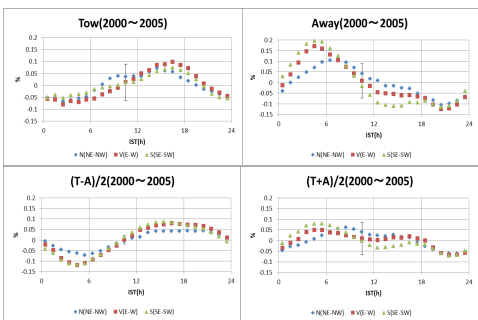 Tow(2000～2005)
0.2
0.15
0.1
0.05
0
-0.05
-0.1
-0.15
%
0 6 12 18 24
IST(h)
N(NE-NW) V(E-W) S(SE-SW)
Away(2000～2005)
0.2
0.15
0.1
0.05
0
-0.05
-0.1
-0.15
%
0 6 12 18 24
IST(h)
N(NE-NW) V(E-W) S(SE-SW)
(T-A)/2(2000～2005)
0.2
0.15
0.1
0.05
0
-0.05
-0.1
-0.15
%
0 6 12 18 24
IST(h)
N(NE-NW) V(E-W) S(SE-SW)
(T+A)/2(2000～2005)
0.2
0.15
0.1
0.05
0
-0.05
-0.1
-0.15
%
0 6 12 18 24
IST(h)
N(NE-NW) V(E-W) S(SE-SW)